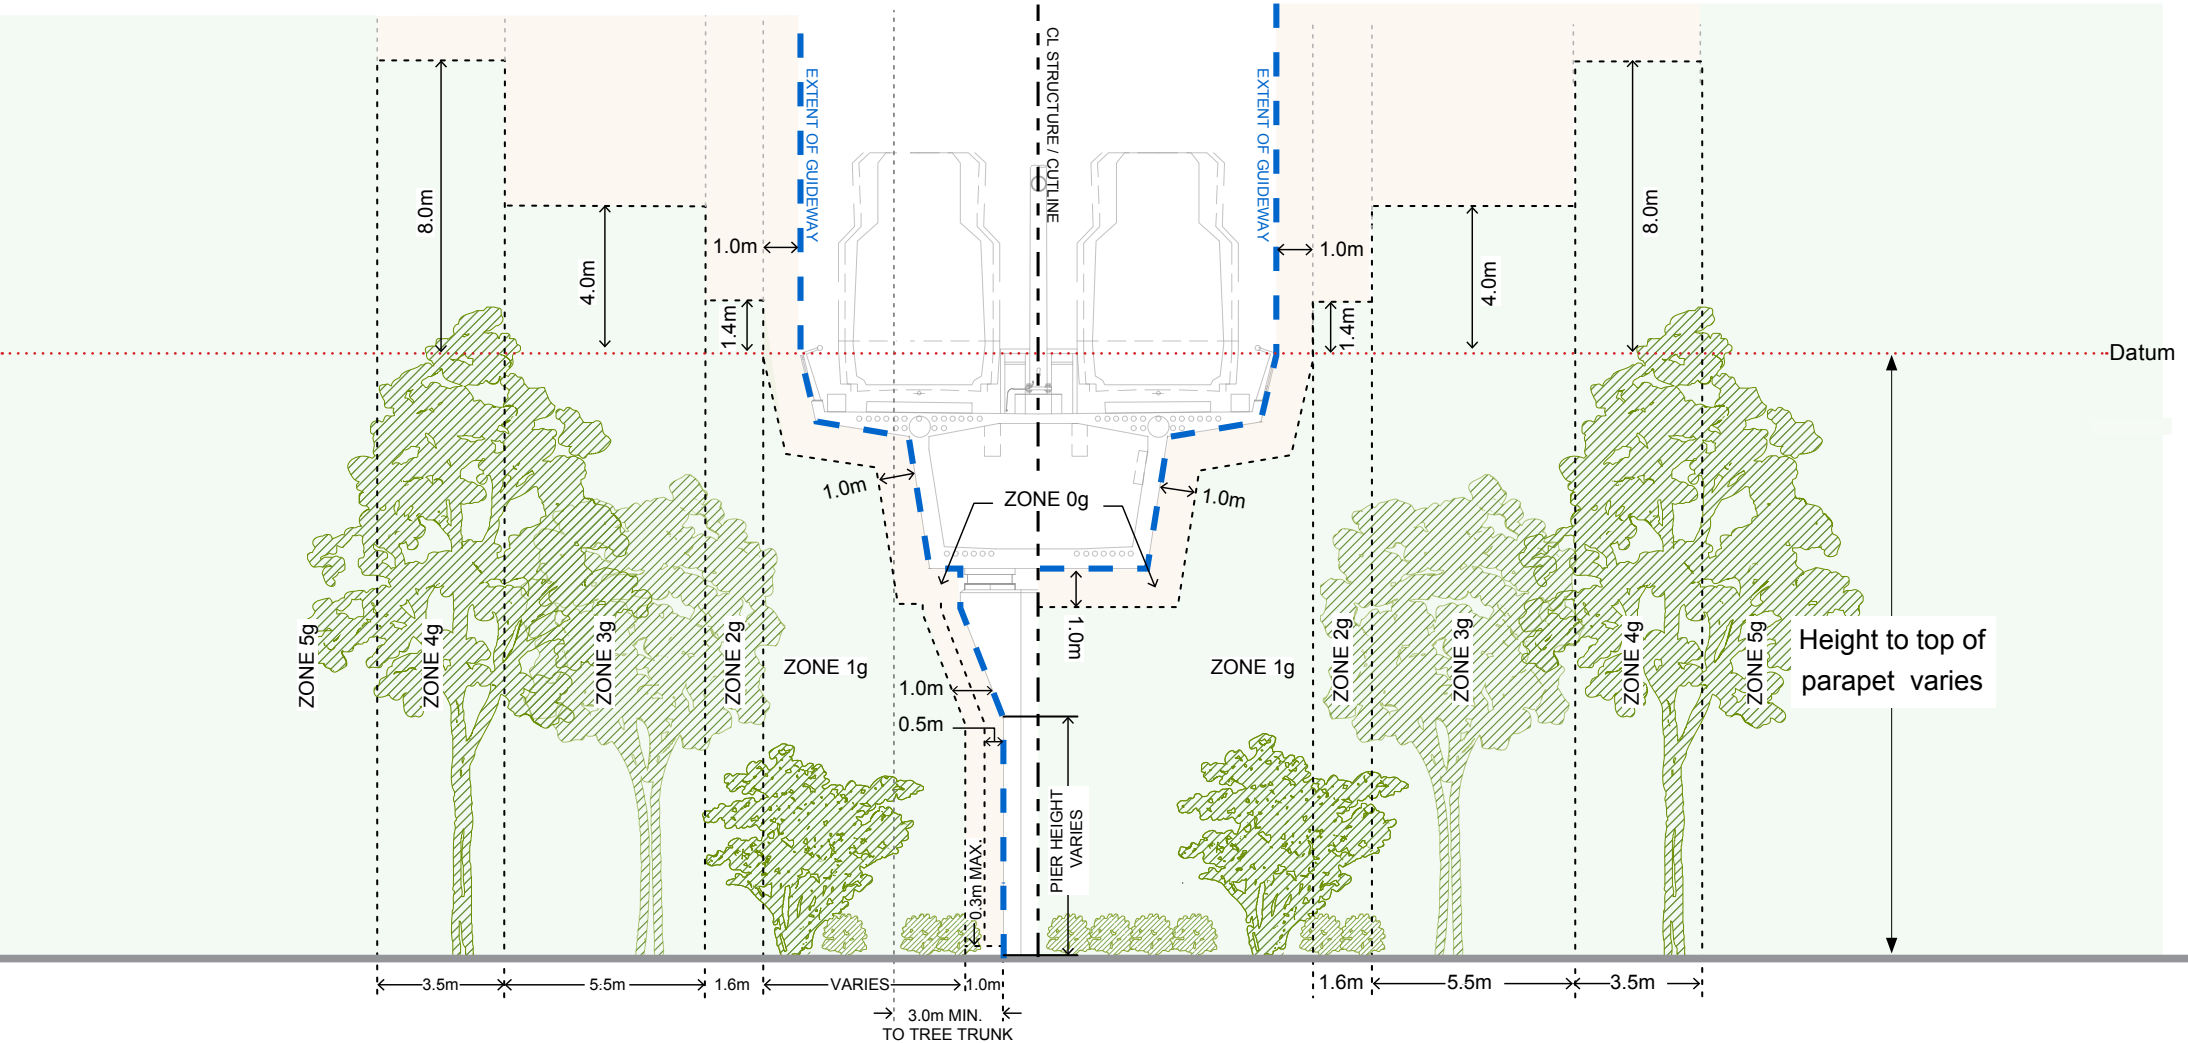 CL STRUCTURE / CUTLINE
EXTENT OF GUIDEWAY
EXTENT OF GUIDEWAY
8.0m
4.0m
1.0m
1.4m
1.0m
1.4m
4.0m
8.0m
Datum
1.0m
ZONE 0g
1.0m
1.0m
ZONE 5g
ZONE 4g
ZONE 3g
ZONE 2g
ZONE 1g
1.0m
0.5m
ZONE 1g
ZONE 2g
ZONE 3g
ZONE 4g
ZONE 5g
Height to top of
parapet varies
0.3m MAX.
PIER HEIGHT
VARIES
3.5m
5.5m
1.6m
VARIES
1.0m
1.6m
5.5m
3.5m
3.0m MIN.
TO TREE TRUNK